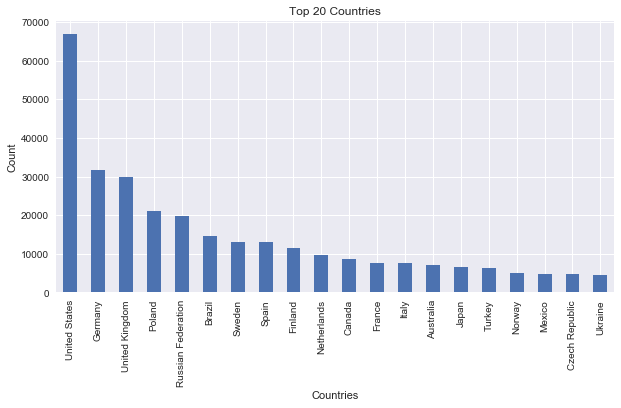 Top 20 Countries
70000
60000
50000
40000
30000
20000
10000
0
Count
United States
Germany
United Kingdom
Poland
Russian Federation
Brazil
Sweden
Spain
Finland
Netherlands
Canada
France
Italy
Australia
Japan
Turkey
Norway
Mexico
Czech Republic
Ukraine
Countries